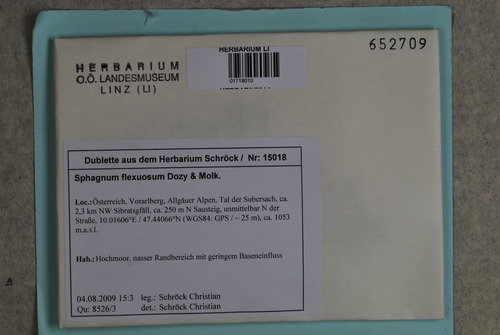 652709
HERBARIUM LI
01718010
HERBARIUM
O.Ö. LANDESMUSEUM
LINZ (LI)
Dublette aus dem Herbarium Schröck / Nr: 15018
Sphagnum flexuosum Dozy & Molk.
Loc.: Österreich, Vorarlberg, Allgäuer Alpen, Tal der Subersach, ca.
2,3 km NW Sibratsgfäll, ca. 250 m N Sausteig, unmittelbar N der
Straße, 10.01606°E / 47.44066°N (WGS84: GPS / ~ 25 m), ca. 1053
m.a.s.l.
Hab.: Hochmoor, nasser Randbereich mit geringem Baseneinfluss
04.08.2009 15:3 leg.: Schröck Christian
Qu: 8526/3 det.: Schröck Christian